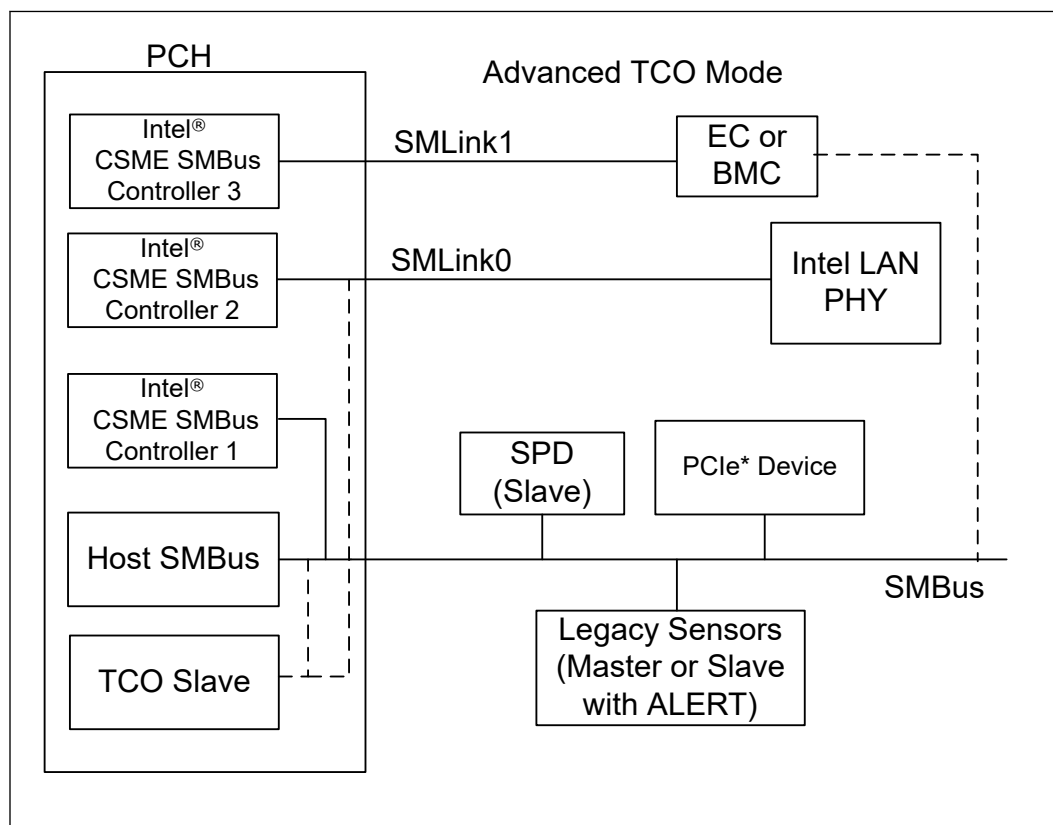 PCH
Advanced TCO Mode
Intel®
CSME SMBus
Controller 3
SMLink1
EC or
BMC
Intel®
CSME SMBus
Controller 2
SMLink0
Intel LAN
PHY
Intel®
CSME SMBus
Controller 1
SPD
(Slave)
PCIe* Device
Host SMBus
SMBus
TCO Slave
Legacy Sensors
(Master or Slave
with ALERT)